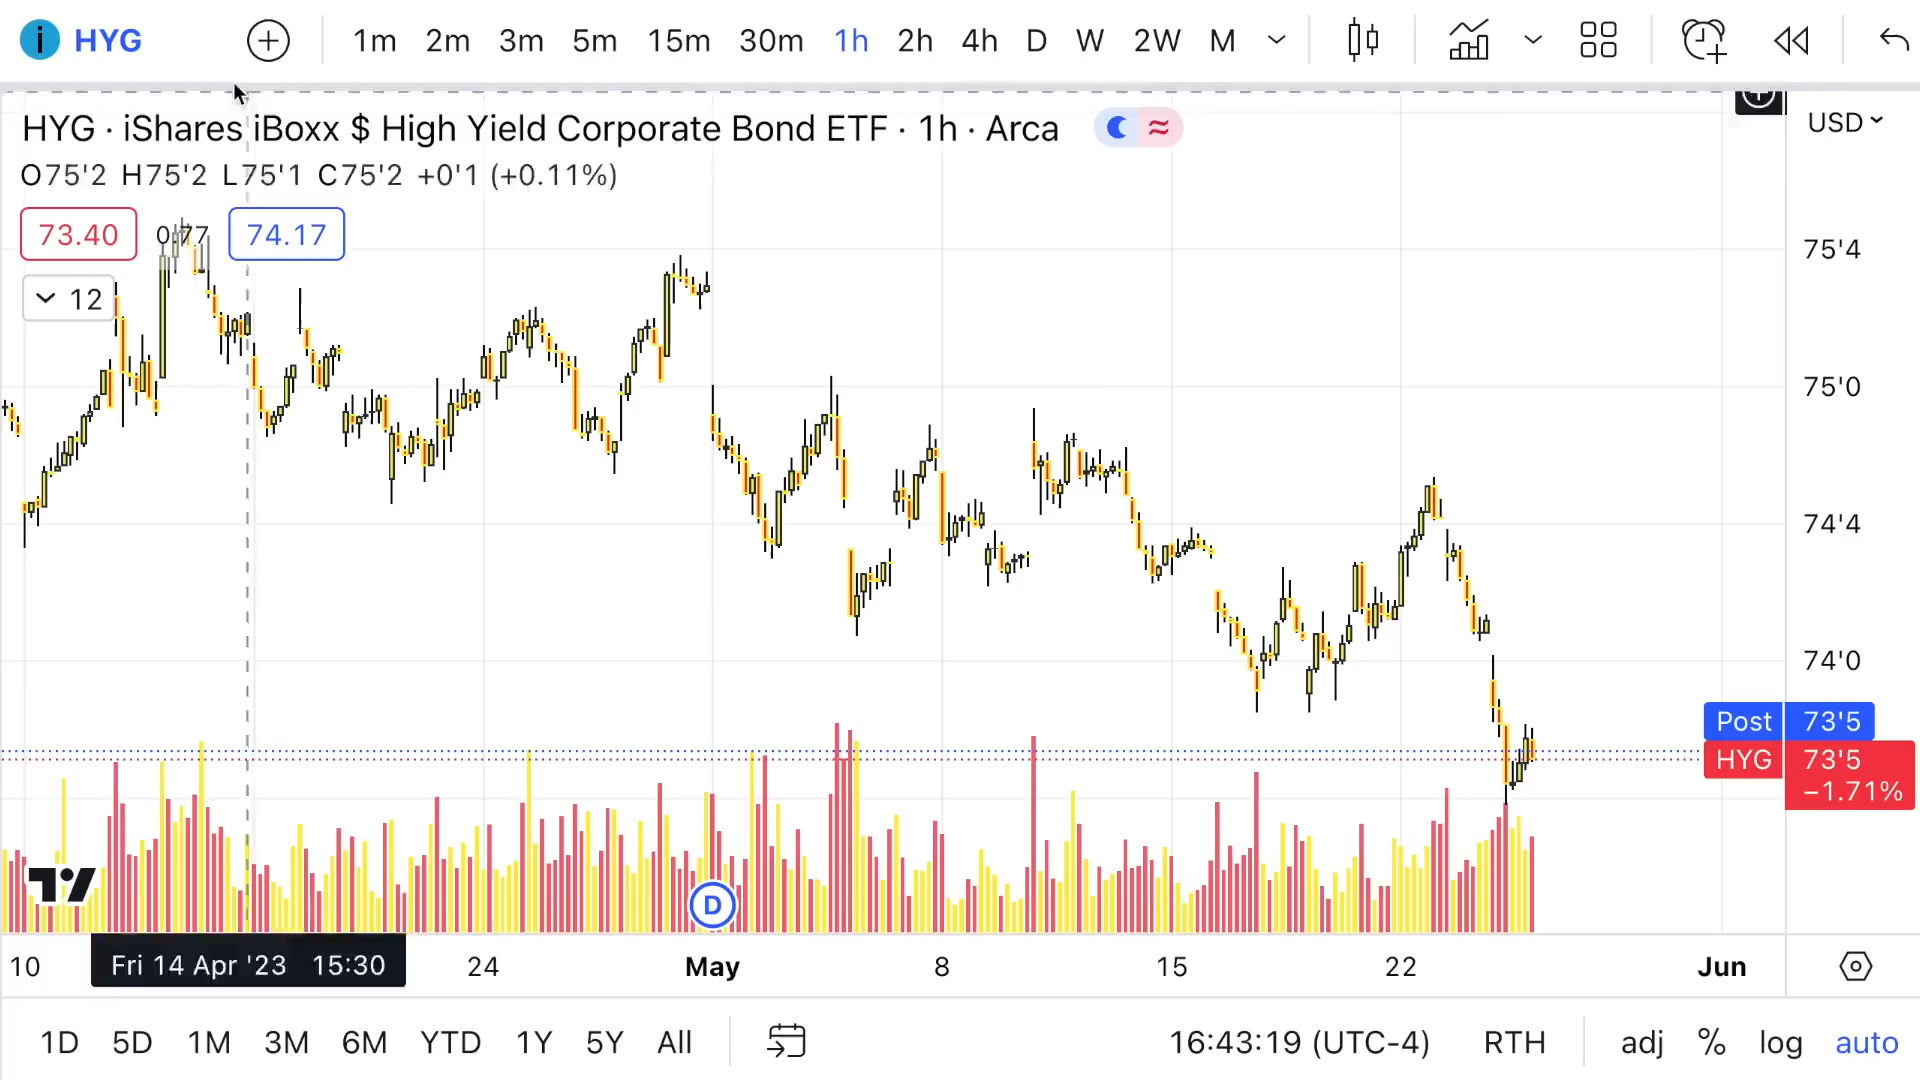 i HYG 1m 2m 3m 5m 15m 30m 1h 2h 4h D W 2W M
HYG · iShares iBoxx $ High Yield Corporate Bond ETF · 1h · Arca
USD
O75'2 H75'2 L75'1 C75'2 +0'1 (+0.11%)
73.40 0.77 74.17
12
75'4
75'0
74'4
74'0
Post 73'5
HYG 73'5
−1.71%
D
10 Fri 14 Apr '23 15:30 24 May 8 15 22 Jun
1D 5D 1M 3M 6M YTD 1Y 5Y All 16:43:19 (UTC-4) RTH adj % log auto